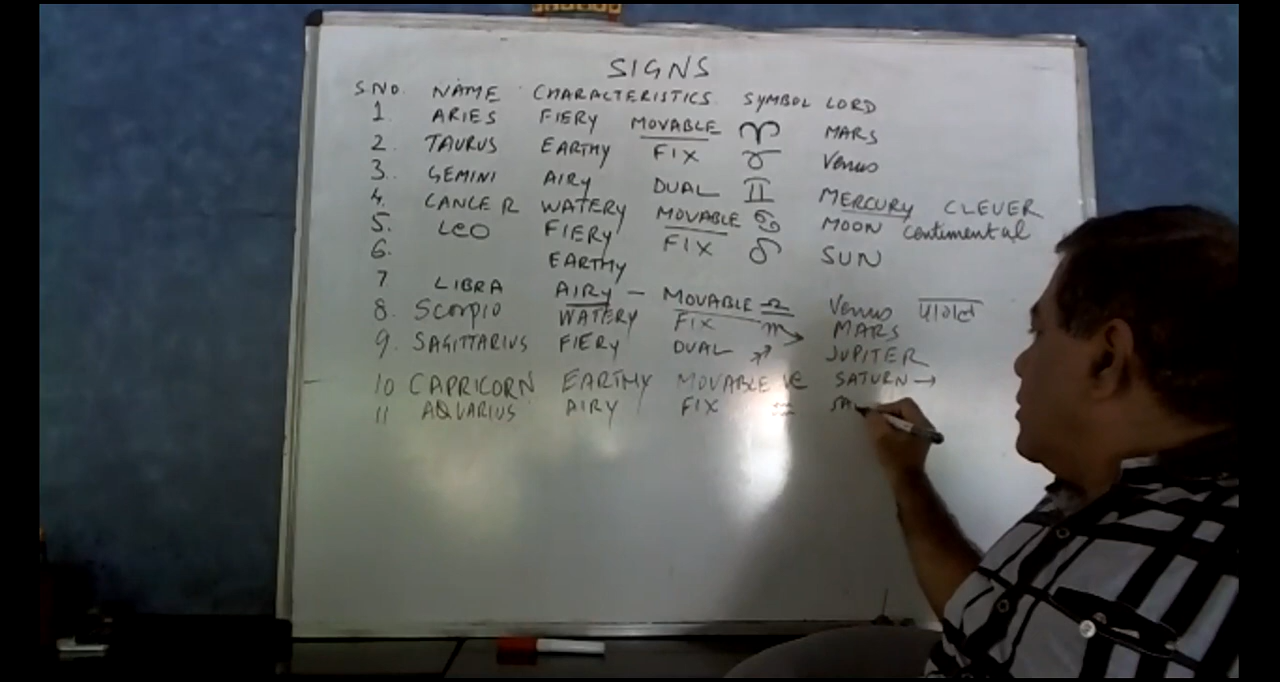 SIGNS
S.NO. NAME CHARACTERISTICS SYMBOL LORD
1. ARIES FIERY MOVABLE ♈ MARS
2. TAURUS EARTHY FIX ♉ Venus
3. GEMINI AIRY DUAL ♊ MERCURY CLEVER
4. CANCER WATERY MOVABLE ♋ MOON Centimental
5. LEO FIERY FIX ♌ SUN
6. EARTHY
7 LIBRA AIRY - MOVABLE ♎ Venus
8. Scorpio WATERY FIX ♏ MARS
9. SAGITTARIUS FIERY DUAL ♐ JUPITER
10 CAPRICORN EARTHY MOVABLE SATURN →
11 AQUARIUS AIRY FIX ♒ SA